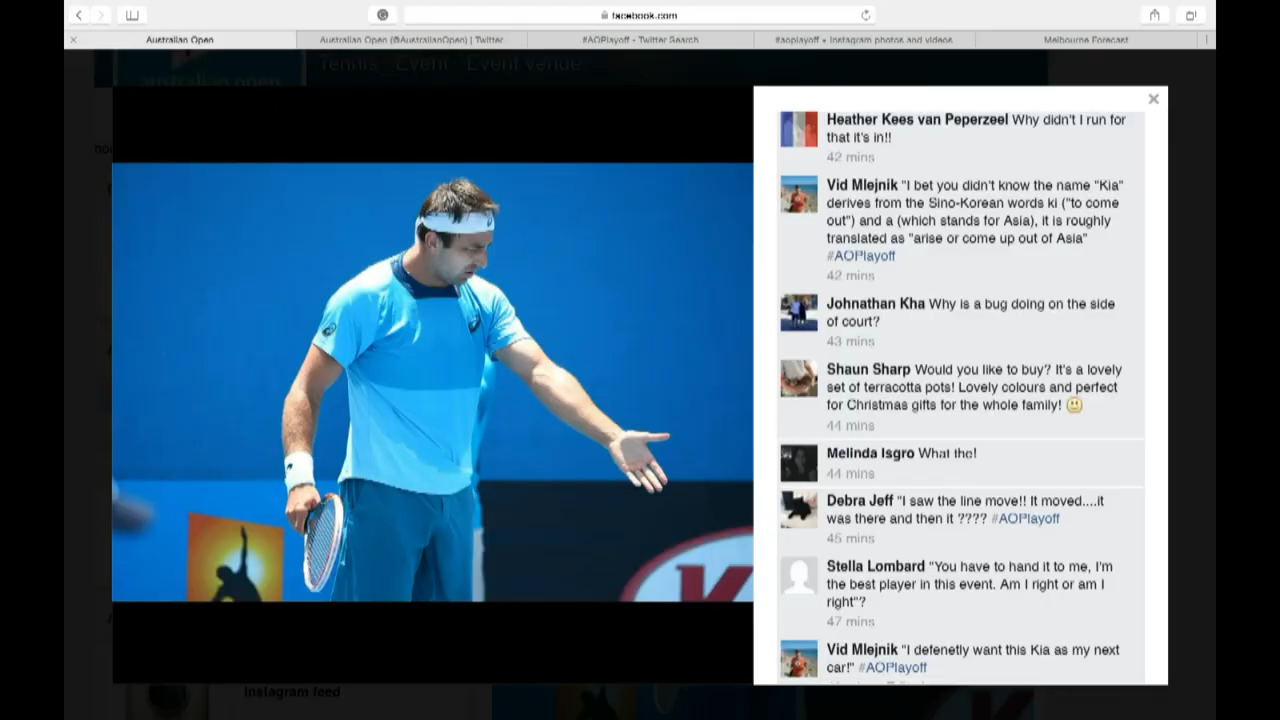 facebook.com
Australian Open
Australian Open (@AustralianOpen) | Twitter
#AOPlayoff - Twitter Search
#aoplayoff • Instagram photos and videos
Melbourne Forecast
Tennis · Event · Event Venue
australian open
Heather Kees van Peperzeel Why didn't I run for
that it's in!!
42 mins
Vid Mlejnik "I bet you didn't know the name "Kia"
derives from the Sino-Korean words ki ("to come
out") and a (which stands for Asia), it is roughly
translated as "arise or come up out of Asia"
#AOPlayoff
42 mins
Johnathan Kha Why is a bug doing on the side
of court?
43 mins
Shaun Sharp Would you like to buy? It's a lovely
set of terracotta pots! Lovely colours and perfect
for Christmas gifts for the whole family!
44 mins
Melinda Isgro What the!
44 mins
Debra Jeff "I saw the line move!! It moved....it
was there and then it ???? #AOPlayoff
45 mins
Stella Lombard "You have to hand it to me, I'm
the best player in this event. Am I right or am I
right"?
47 mins
Vid Mlejnik "I defenetly want this Kia as my next
car!" #AOPlayoff
Instagram feed